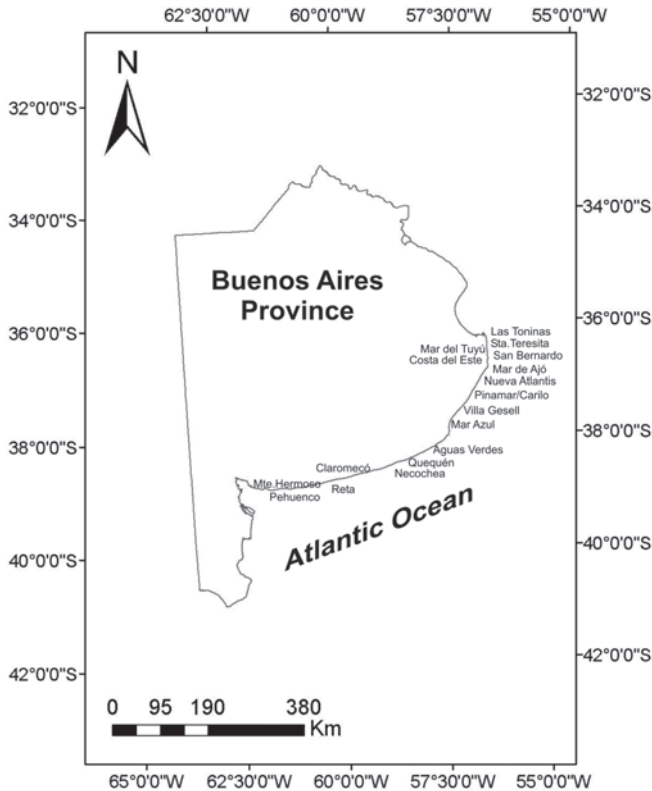 62°30'0"W 60°0'0"W 57°30'0"W 55°0'0"W
N
32°0'0"S 32°0'0"S
34°0'0"S 34°0'0"S
Buenos Aires
Province
36°0'0"S 36°0'0"S
Las Toninas
Sta.Teresita
Mar del Tuyú
San Bernardo
Costa del Este
Mar de Ajó
Nueva Atlantis
Pinamar/Carilo
Villa Gesell
Mar Azul
38°0'0"S 38°0'0"S
Aguas Verdes
Claromecó
Quequén
Necochea
Mte.Hermoso
Reta
Pehuenco
Atlantic Ocean
40°0'0"S 40°0'0"S
42°0'0"S 42°0'0"S
0 95 190 380
Km
65°0'0"W 62°30'0"W 60°0'0"W 57°30'0"W 55°0'0"W